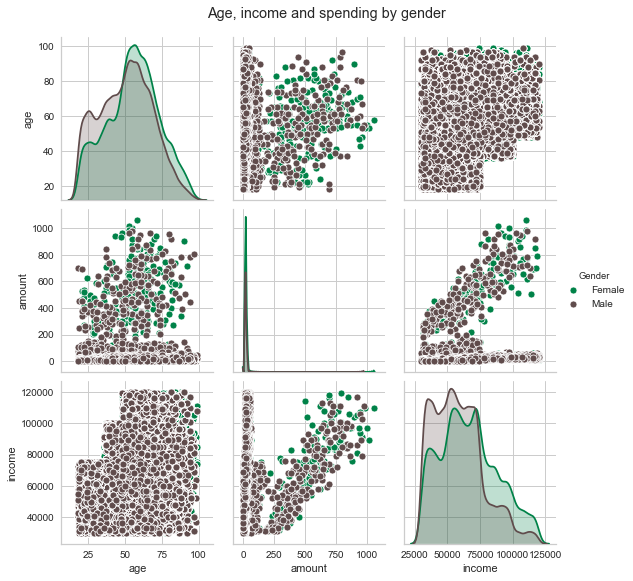 Age, income and spending by gender
100
80
60
40
20
age
1000
800
600
400
200
0
amount
Gender
Female
Male
120000
100000
80000
60000
40000
income
25 50 75 100
0 250 500 750 1000
25000 50000 75000 100000 125000
age
amount
income